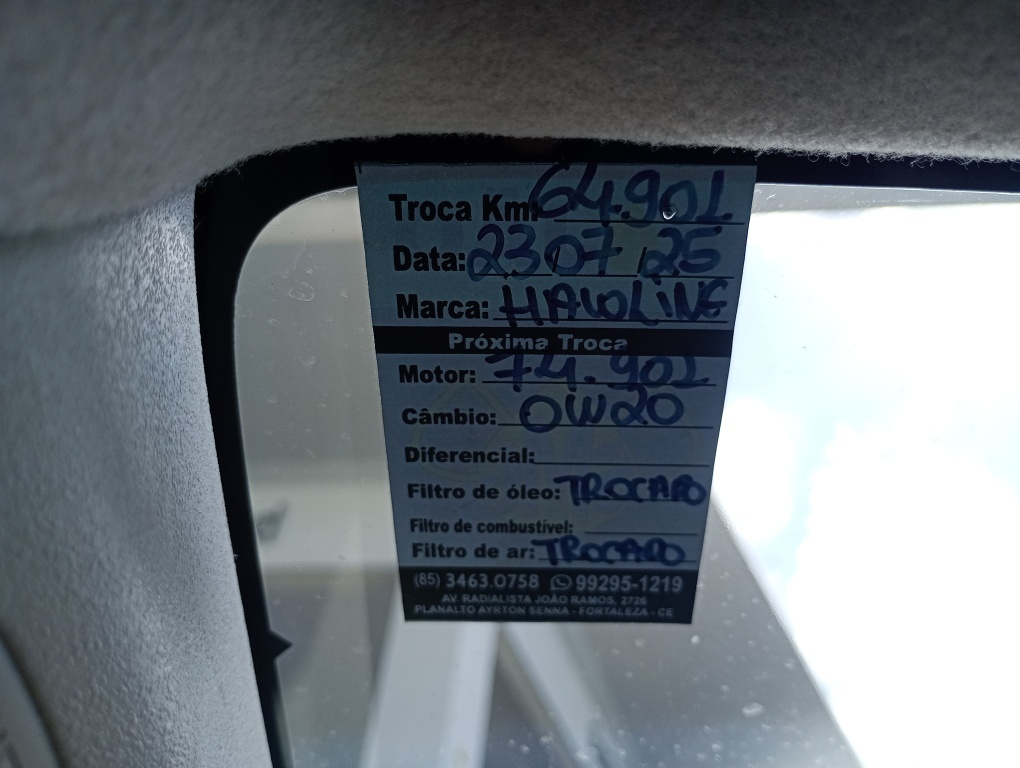 Troca Km: 64.901
Data: 23 07 25
Marca: HAVOLINE
Próxima Troca
Motor: 74.901
Câmbio: 0W20
Diferencial:
Filtro de óleo: TROCADO
Filtro de combustível:
Filtro de ar: TROCADO
(85) 3463.0758 99295-1219
AV. RADIALISTA JOÃO RAMOS, 2726
PLANALTO AYRTON SENNA - FORTALEZA - CE